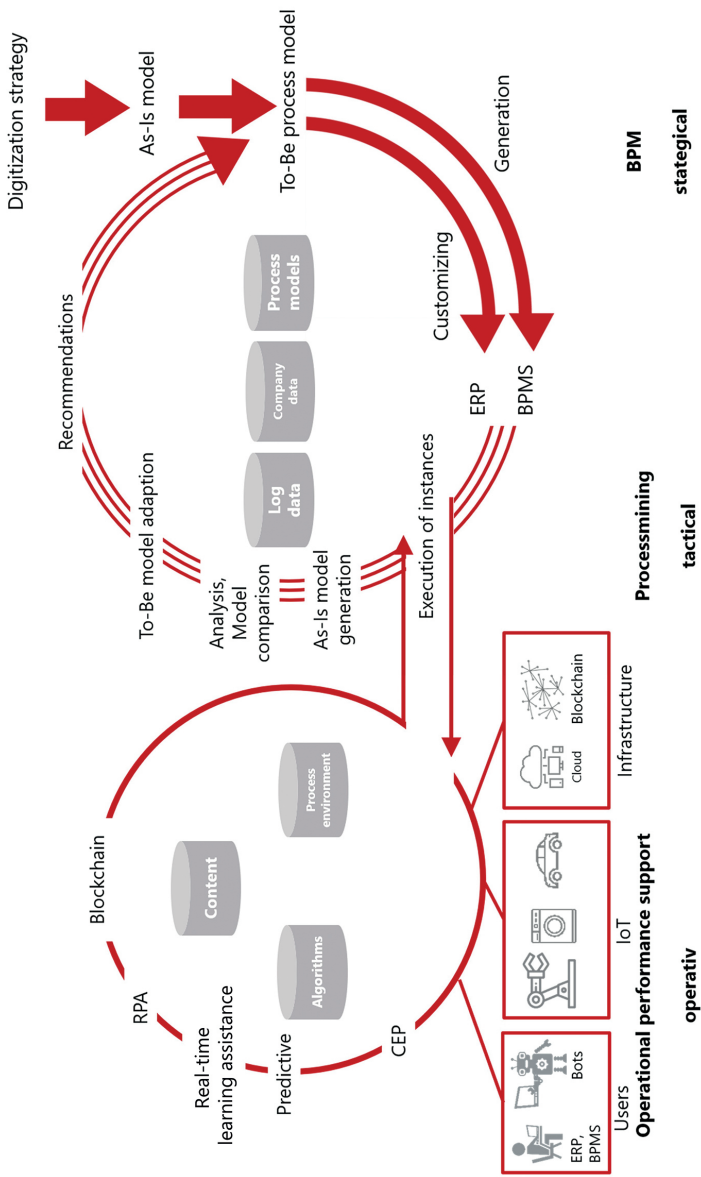 Digitization strategy
As-Is model
To-Be process model
Recommendations
To-Be model adaption
Analysis,
Model
comparison
As-Is model
generation
Process
models
Company
data
Log
data
Customizing
Generation
ERP
BPMS
Execution of instances
Blockchain
RPA
Real-time
learning assistance
Predictive
CEP
Content
Process
environment
Algorithms
ERP,
BPMS
Bots
Users
IoT
Cloud
Blockchain
Infrastructure
Operational performance support
operativ
Processmining
tactical
BPM
stategical